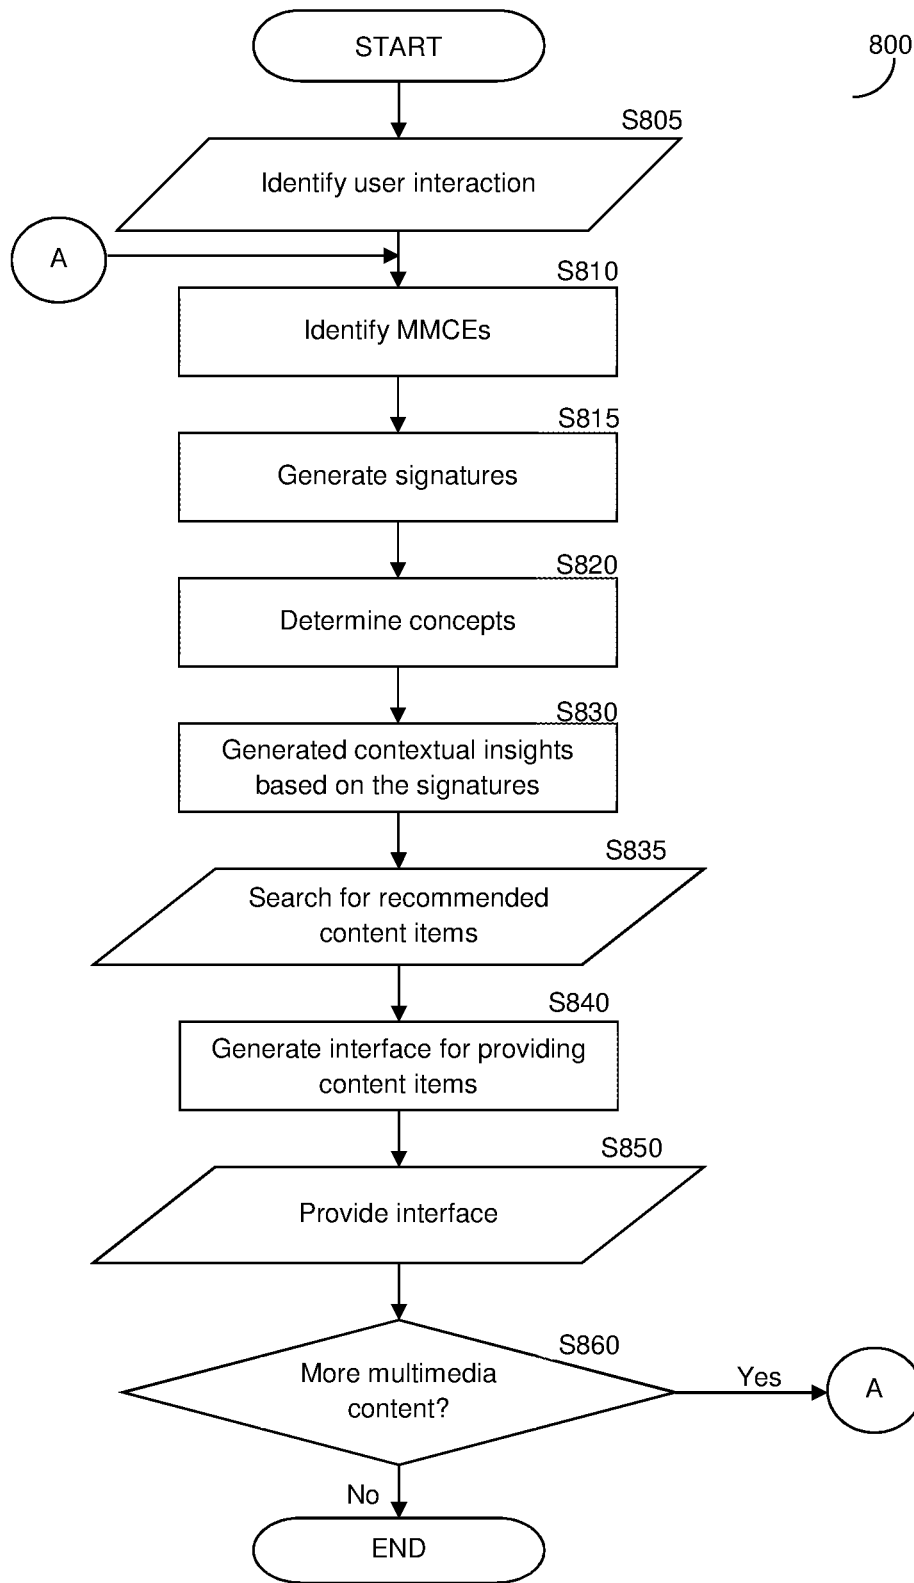 START
800
S805
Identify user interaction
A
S810
Identify MMCEs
S815
Generate signatures
S820
Determine concepts
S830
Generated contextual insights
based on the signatures
S835
Search for recommended
content items
S840
Generate interface for providing
content items
S850
Provide interface
S860
More multimedia
content?
Yes
A
No
END